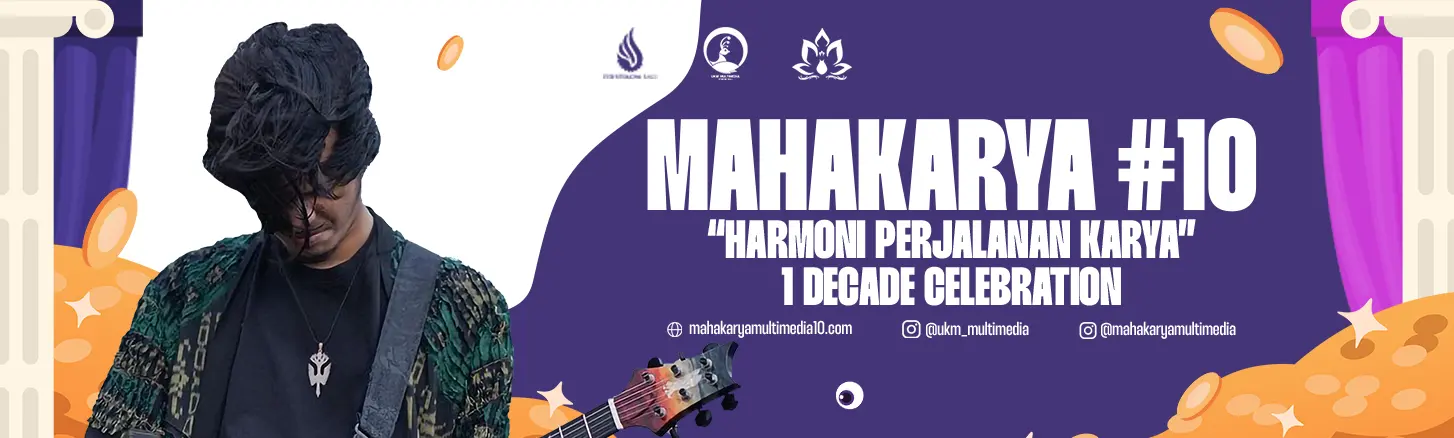 MAHAKARYA #10
“HARMONI PERJALANAN KARYA”
1 DECADE CELEBRATION
mahakaryamultimedia10.com @ukm_multimedia @mahakaryamultimedia